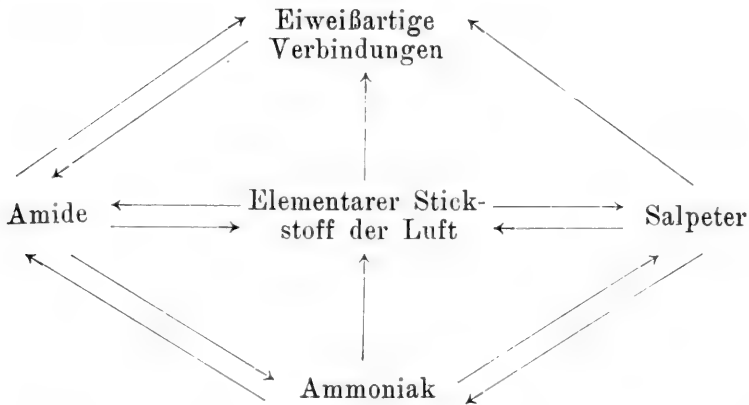 Eiweißartige
Verbindungen
Amide
Elementarer Stick-
stoff der Luft
Salpeter
Ammoniak